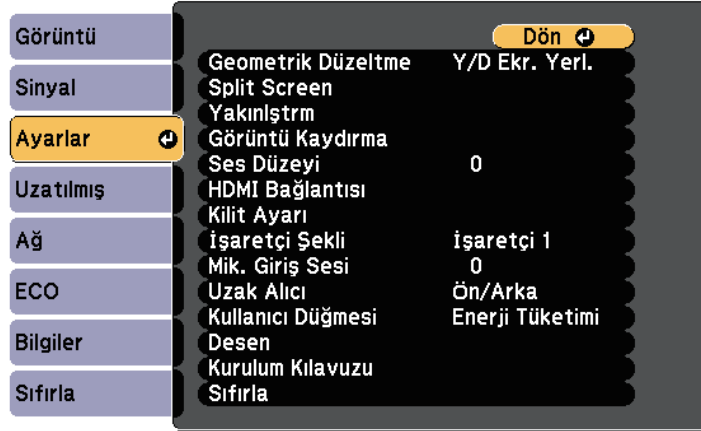 Görüntü
Sinyal
Ayarlar
Uzatılmış
Ağ
ECO
Bilgiler
Sıfırla
Dön
Geometrik Düzeltme Y/D Ekr. Yerl.
Split Screen
Yakınlştrm
Görüntü Kaydırma
Ses Düzeyi 0
HDMI Bağlantısı
Kilit Ayarı
İşaretçi Şekli İşaretçi 1
Mik. Giriş Sesi 0
Uzak Alıcı Ön/Arka
Kullanıcı Düğmesi Enerji Tüketimi
Desen
Kurulum Kılavuzu
Sıfırla